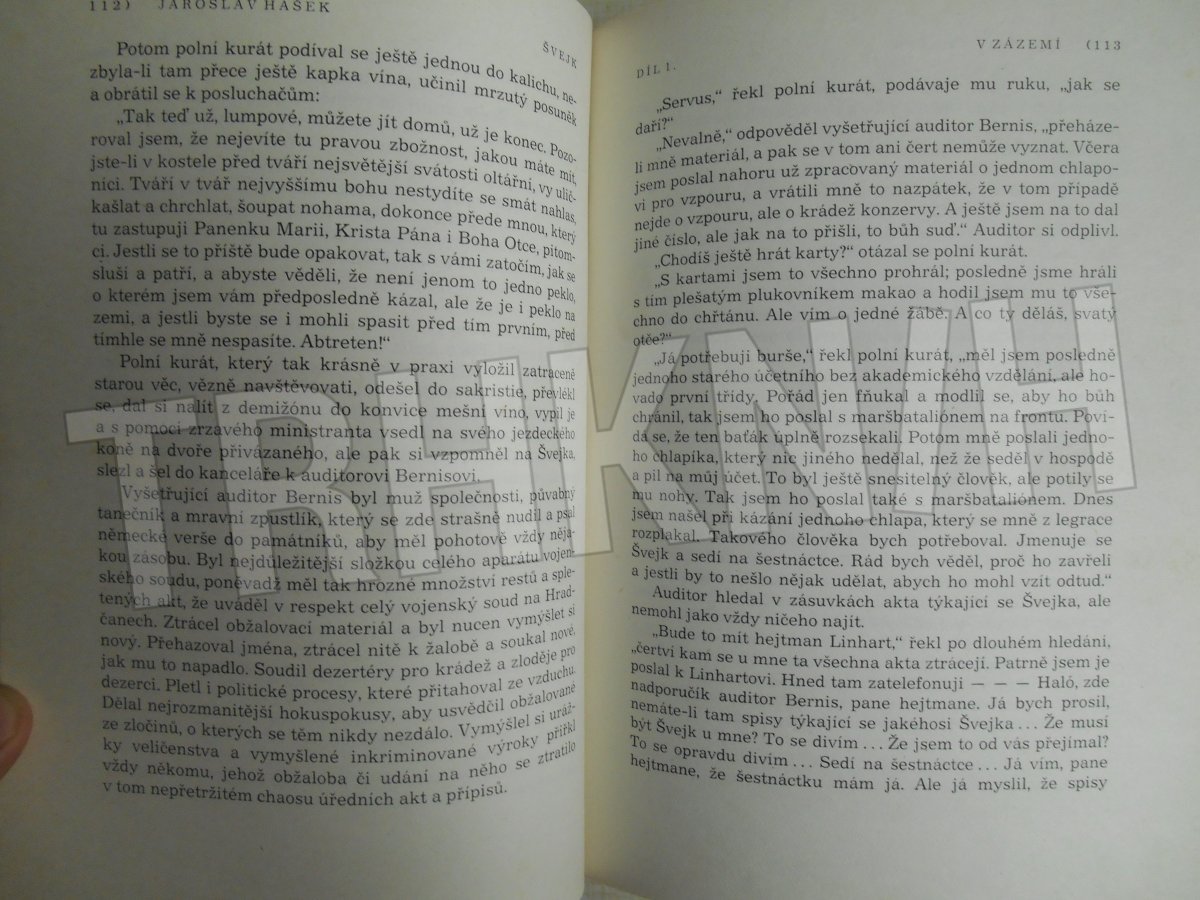 112) JAROSLAV HAŠEK
ŠVEJK
Potom polní kurát podíval se ještě jednou do kalichu, ne-
zbyla-li tam přece ještě kapka vína, učinil mrzutý posuněk
a obrátil se k posluchačům:
„Tak teď už, lumpové, můžete jít domů, už je konec. Pozo-
roval jsem, že nejevíte tu pravou zbožnost, jakou máte mít,
jste-li v kostele před tváří nejsvětější svátosti oltářní, vy ulič-
níci. Tváří v tvář nejvyššímu bohu nestydíte se smát nahlas,
kašlat a chrchlat, šoupat nohama, dokonce přede mnou, který
tu zastupuji Panenku Marii, Krista Pána i Boha Otce, pitom-
ci. Jestli se to příště bude opakovat, tak s vámi zatočím, jak se
sluší a patří, a abyste věděli, že není jenom to jedno peklo,
o kterém jsem vám předposledně kázal, ale že je i peklo na
zemi, a jestli byste se i mohli spasit před tím prvním, před
tímhle se mně nespasíte. Abtreten!“
Polní kurát, který tak krásně v praxi vyložil zatraceně
starou věc, vězně navštěvovati, odešel do sakristie, převlékl
se, dal si nalít z demižónu do konvice mešní víno, vypil je
a s pomocí zrzavého ministranta vsedl na svého jezdeckého
koně na dvoře přivázaného, ale pak si vzpomněl na Švejka,
slezl a šel do kanceláře k auditorovi Bernisovi.
Vyšetřující auditor Bernis byl muž společnosti, půvabný
tanečník a mravní zpustlík, který se zde strašně nudil a psal
německé verše do památníků, aby měl pohotově vždy něja-
kou zásobu. Byl nejdůležitější složkou celého aparátu vojen-
ského soudu, poněvadž měl tak hrozné množství restů a sple-
tených akt, že uváděl v respekt celý vojenský soud na Hrad-
čanech. Ztrácel obžalovací materiál a byl nucen vymýšlet si
nový. Přehazoval jména, ztrácel nitě k žalobě a soukal nové,
jak mu to napadlo. Soudil dezertéry pro krádež a zloděje pro
dezerci. Pletl i politické procesy, které přitahoval ze vzduchu.
Dělal nejrozmanitější hokuspokusy, aby usvědčil obžalované
ze zločinů, o kterých se těm nikdy nezdálo. Vymýšlel si uráž-
ky veličenstva a vymyšlené inkriminované výroky přiřkl
vždy někomu, jehož obžaloba či udání na něho se ztratilo
v tom nepřetržitém chaosu úředních akt a přípisů.
V ZÁZEMÍ (113
DÍL 1.
„Servus,“ řekl polní kurát, podávaje mu ruku, „jak se
daří?“
„Nevalně,“ odpověděl vyšetřující auditor Bernis, „přeháze-
li mně materiál, a pak se v tom ani čert nemůže vyznat. Včera
jsem poslal nahoru už zpracovaný materiál o jednom chlapo-
vi pro vzpouru, a vrátili mně to nazpátek, že v tom případě
nejde o vzpouru, ale o krádež konzervy. A ještě jsem na to dal
jiné číslo, ale jak na to přišli, to bůh suď.“ Auditor si odplivl.
„Chodíš ještě hrát karty?“ otázal se polní kurát.
„S kartami jsem to všechno prohrál; posledně jsme hráli
s tím plešatým plukovníkem makao a hodil jsem mu to vše-
chno do chřtánu. Ale vím o jedné žábě. A co ty děláš, svatý
otče?“
„Já potřebuji burše,“ řekl polní kurát, „měl jsem posledně
jednoho starého účetního bez akademického vzdělání, ale ho-
vado první třídy. Pořád jen fňukal a modlil se, aby ho bůh
chránil, tak jsem ho poslal s maršbataliónem na frontu. Poví-
dá se, že ten baťák úplně rozsekali. Potom mně poslali jedno-
ho chlapíka, který nic jiného nedělal, než že seděl v hospodě
a pil na můj účet. To byl ještě snesitelný člověk, ale potily se
mu nohy. Tak jsem ho poslal také s maršbataliónem. Dnes
jsem našel při kázání jednoho chlapa, který se mně z legrace
rozplakal. Takového člověka bych potřeboval. Jmenuje se
Švejk a sedí na šestnáctce. Rád bych věděl, proč ho zavřeli
a jestli by to nešlo nějak udělat, abych ho mohl vzít odtud.“
Auditor hledal v zásuvkách akta týkající se Švejka, ale
nemohl jako vždy ničeho najít.
„Bude to mít hejtman Linhart,“ řekl po dlouhém hledání,
„čertví kam se u mne ta všechna akta ztrácejí. Patrně jsem je
poslal k Linhartovi. Hned tam zatelefonuji — — — Haló, zde
nadporučík auditor Bernis, pane hejtmane. Já bych prosil,
nemáte-li tam spisy týkající se jakéhosi Švejka... Že musí
být Švejk u mne? To se divím... Že jsem to od vás přejímal?
To se opravdu divím... Sedí na šestnáctce... Já vím, pane
hejtmane, že šestnáctku mám já. Ale já myslil, že spisy
TRHKNIH